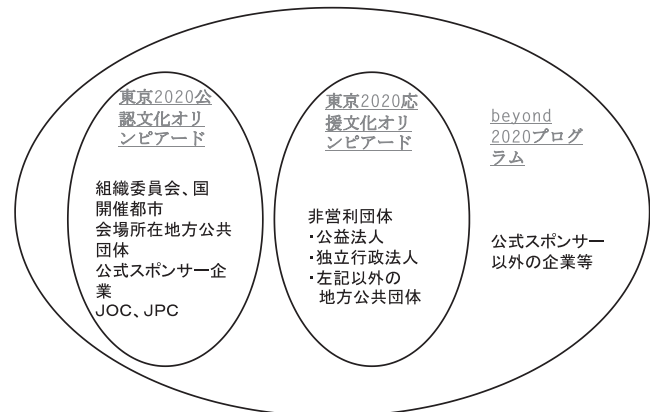 東京2020公
認文化オリ
ンピアード
組織委員会、国
開催都市
会場所在地方公共
団体
公式スポンサー企
業
JOC、JPC
東京2020応
援文化オリ
ンピアード
非営利団体
・公益法人
・独立行政法人
・左記以外の
地方公共団体
beyond
2020プログ
ラム
公式スポンサー
以外の企業等